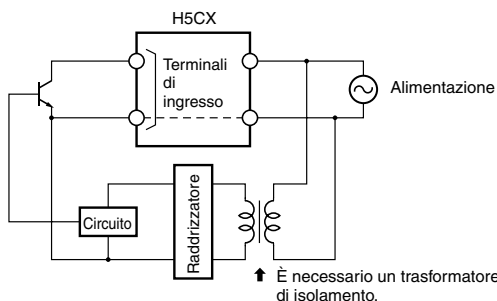 H5CX
Terminali
di
ingresso
Alimentazione
Circuito
Raddrizzatore
È necessario un trasformatore
di isolamento.